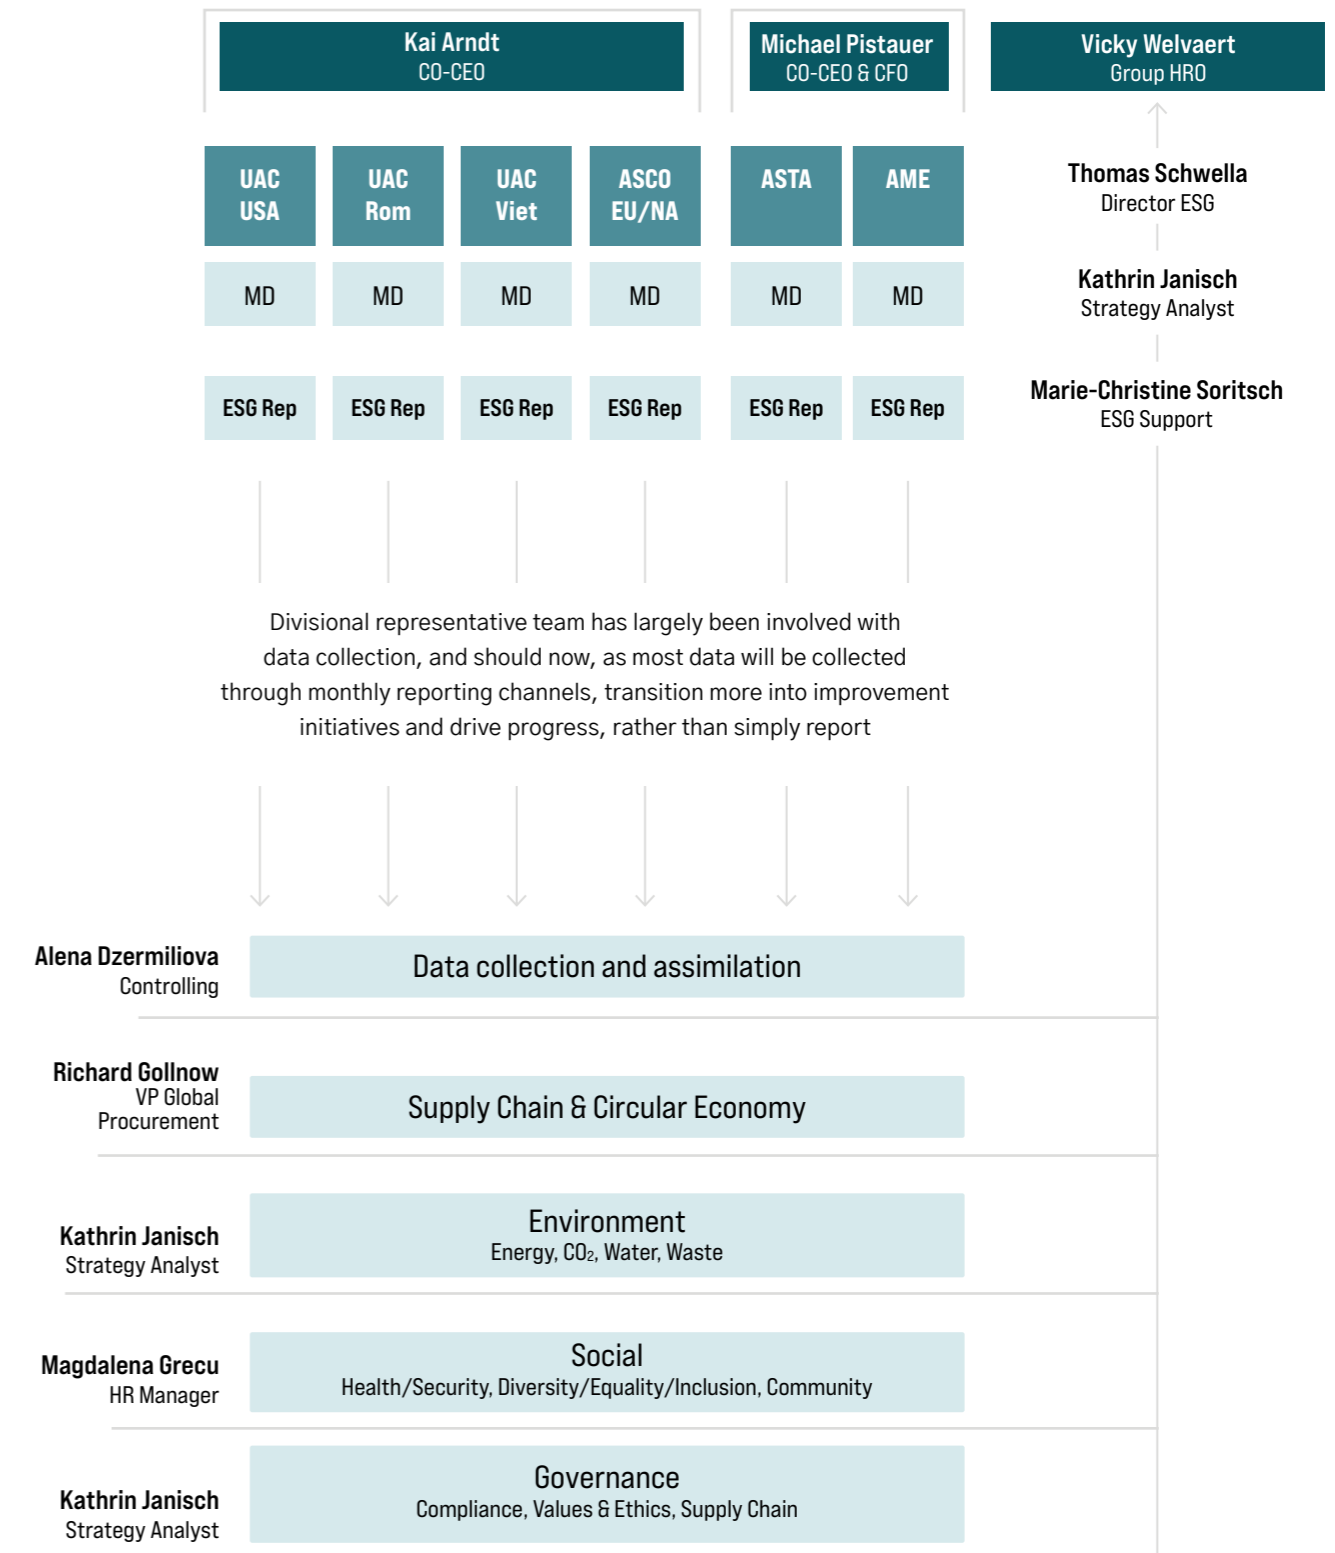 Kai Arndt
CO-CEO
Michael Pistauer
CO-CEO & CFO
Vicky Welvaert
Group HRO
UAC
USA
UAC
Rom
UAC
Viet
ASCO
EU/NA
ASTA
AME
Thomas Schwella
Director ESG
MD
MD
MD
MD
MD
MD
Kathrin Janisch
Strategy Analyst
ESG Rep
ESG Rep
ESG Rep
ESG Rep
ESG Rep
ESG Rep
Marie-Christine Soritsch
ESG Support
Divisional representative team has largely been involved with
data collection, and should now, as most data will be collected
through monthly reporting channels, transition more into improvement
initiatives and drive progress, rather than simply report
Alena Dzermiliova
Controlling
Data collection and assimilation
Richard Gollnow
VP Global
Procurement
Supply Chain & Circular Economy
Kathrin Janisch
Strategy Analyst
Environment
Energy, CO₂, Water, Waste
Magdalena Grecu
HR Manager
Social
Health/Security, Diversity/Equality/Inclusion, Community
Kathrin Janisch
Strategy Analyst
Governance
Compliance, Values & Ethics, Supply Chain